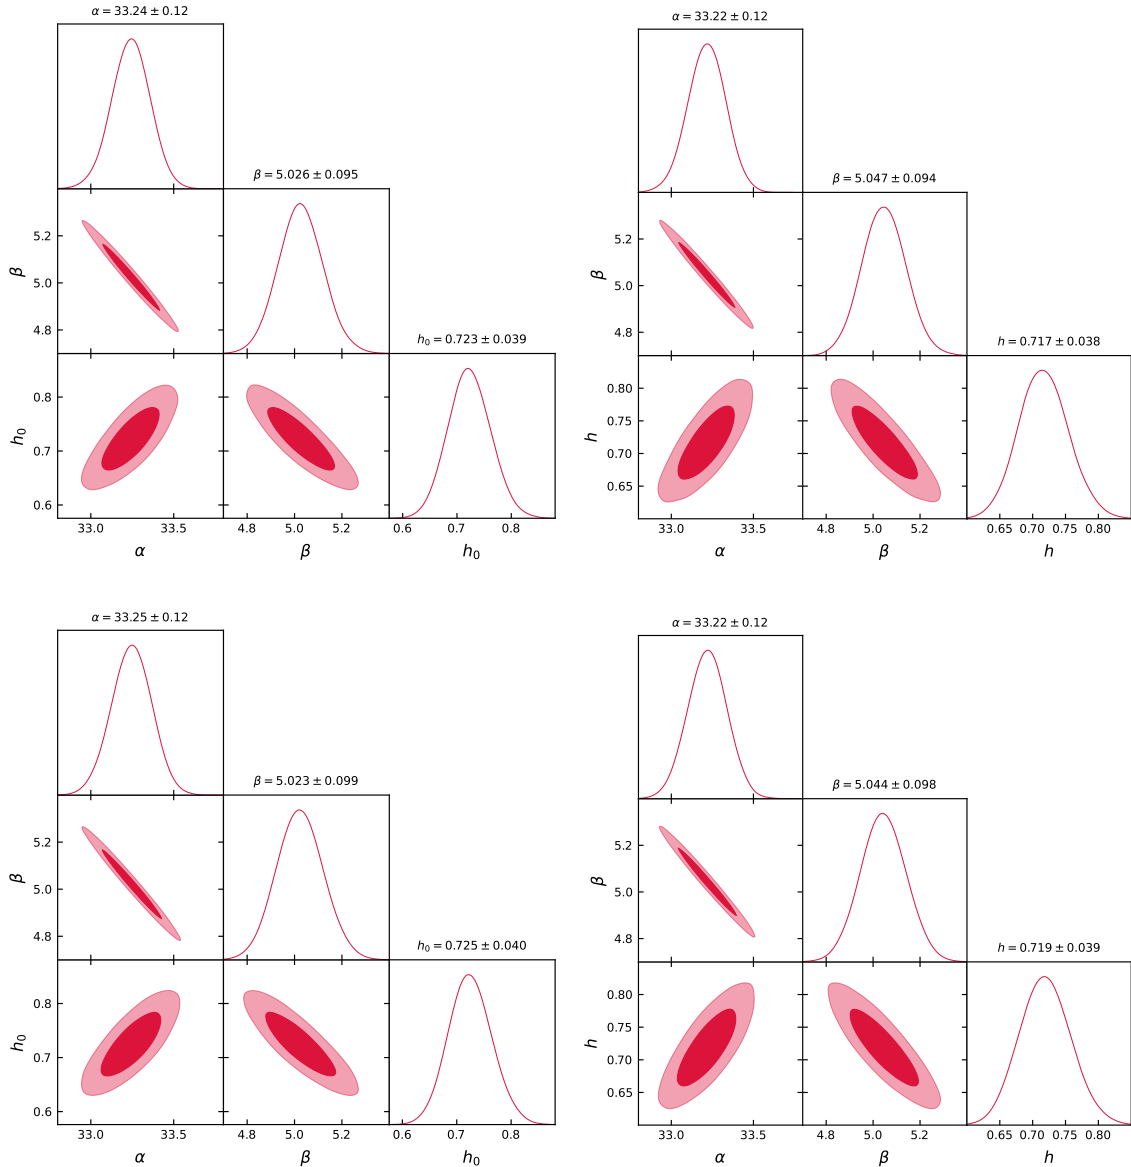 α = 33.24 ± 0.12
β = 5.026 ± 0.095
5.2
5.0
4.8
β
h₀ = 0.723 ± 0.039
0.8
0.7
0.6
h₀
33.0 33.5
4.8 5.0 5.2
0.6 0.7 0.8
α β h₀
α = 33.22 ± 0.12
β = 5.047 ± 0.094
5.2
5.0
4.8
β
h = 0.717 ± 0.038
0.80
0.75
0.70
0.65
h
33.0 33.5
4.8 5.0 5.2
0.65 0.70 0.75 0.80
α β h
α = 33.25 ± 0.12
β = 5.023 ± 0.099
5.2
5.0
4.8
β
h₀ = 0.725 ± 0.040
0.8
0.7
0.6
h₀
33.0 33.5
4.8 5.0 5.2
0.6 0.7 0.8
α β h₀
α = 33.22 ± 0.12
β = 5.044 ± 0.098
5.2
5.0
4.8
β
h = 0.719 ± 0.039
0.80
0.75
0.70
0.65
h
33.0 33.5
4.8 5.0 5.2
0.65 0.70 0.75 0.80
α β h